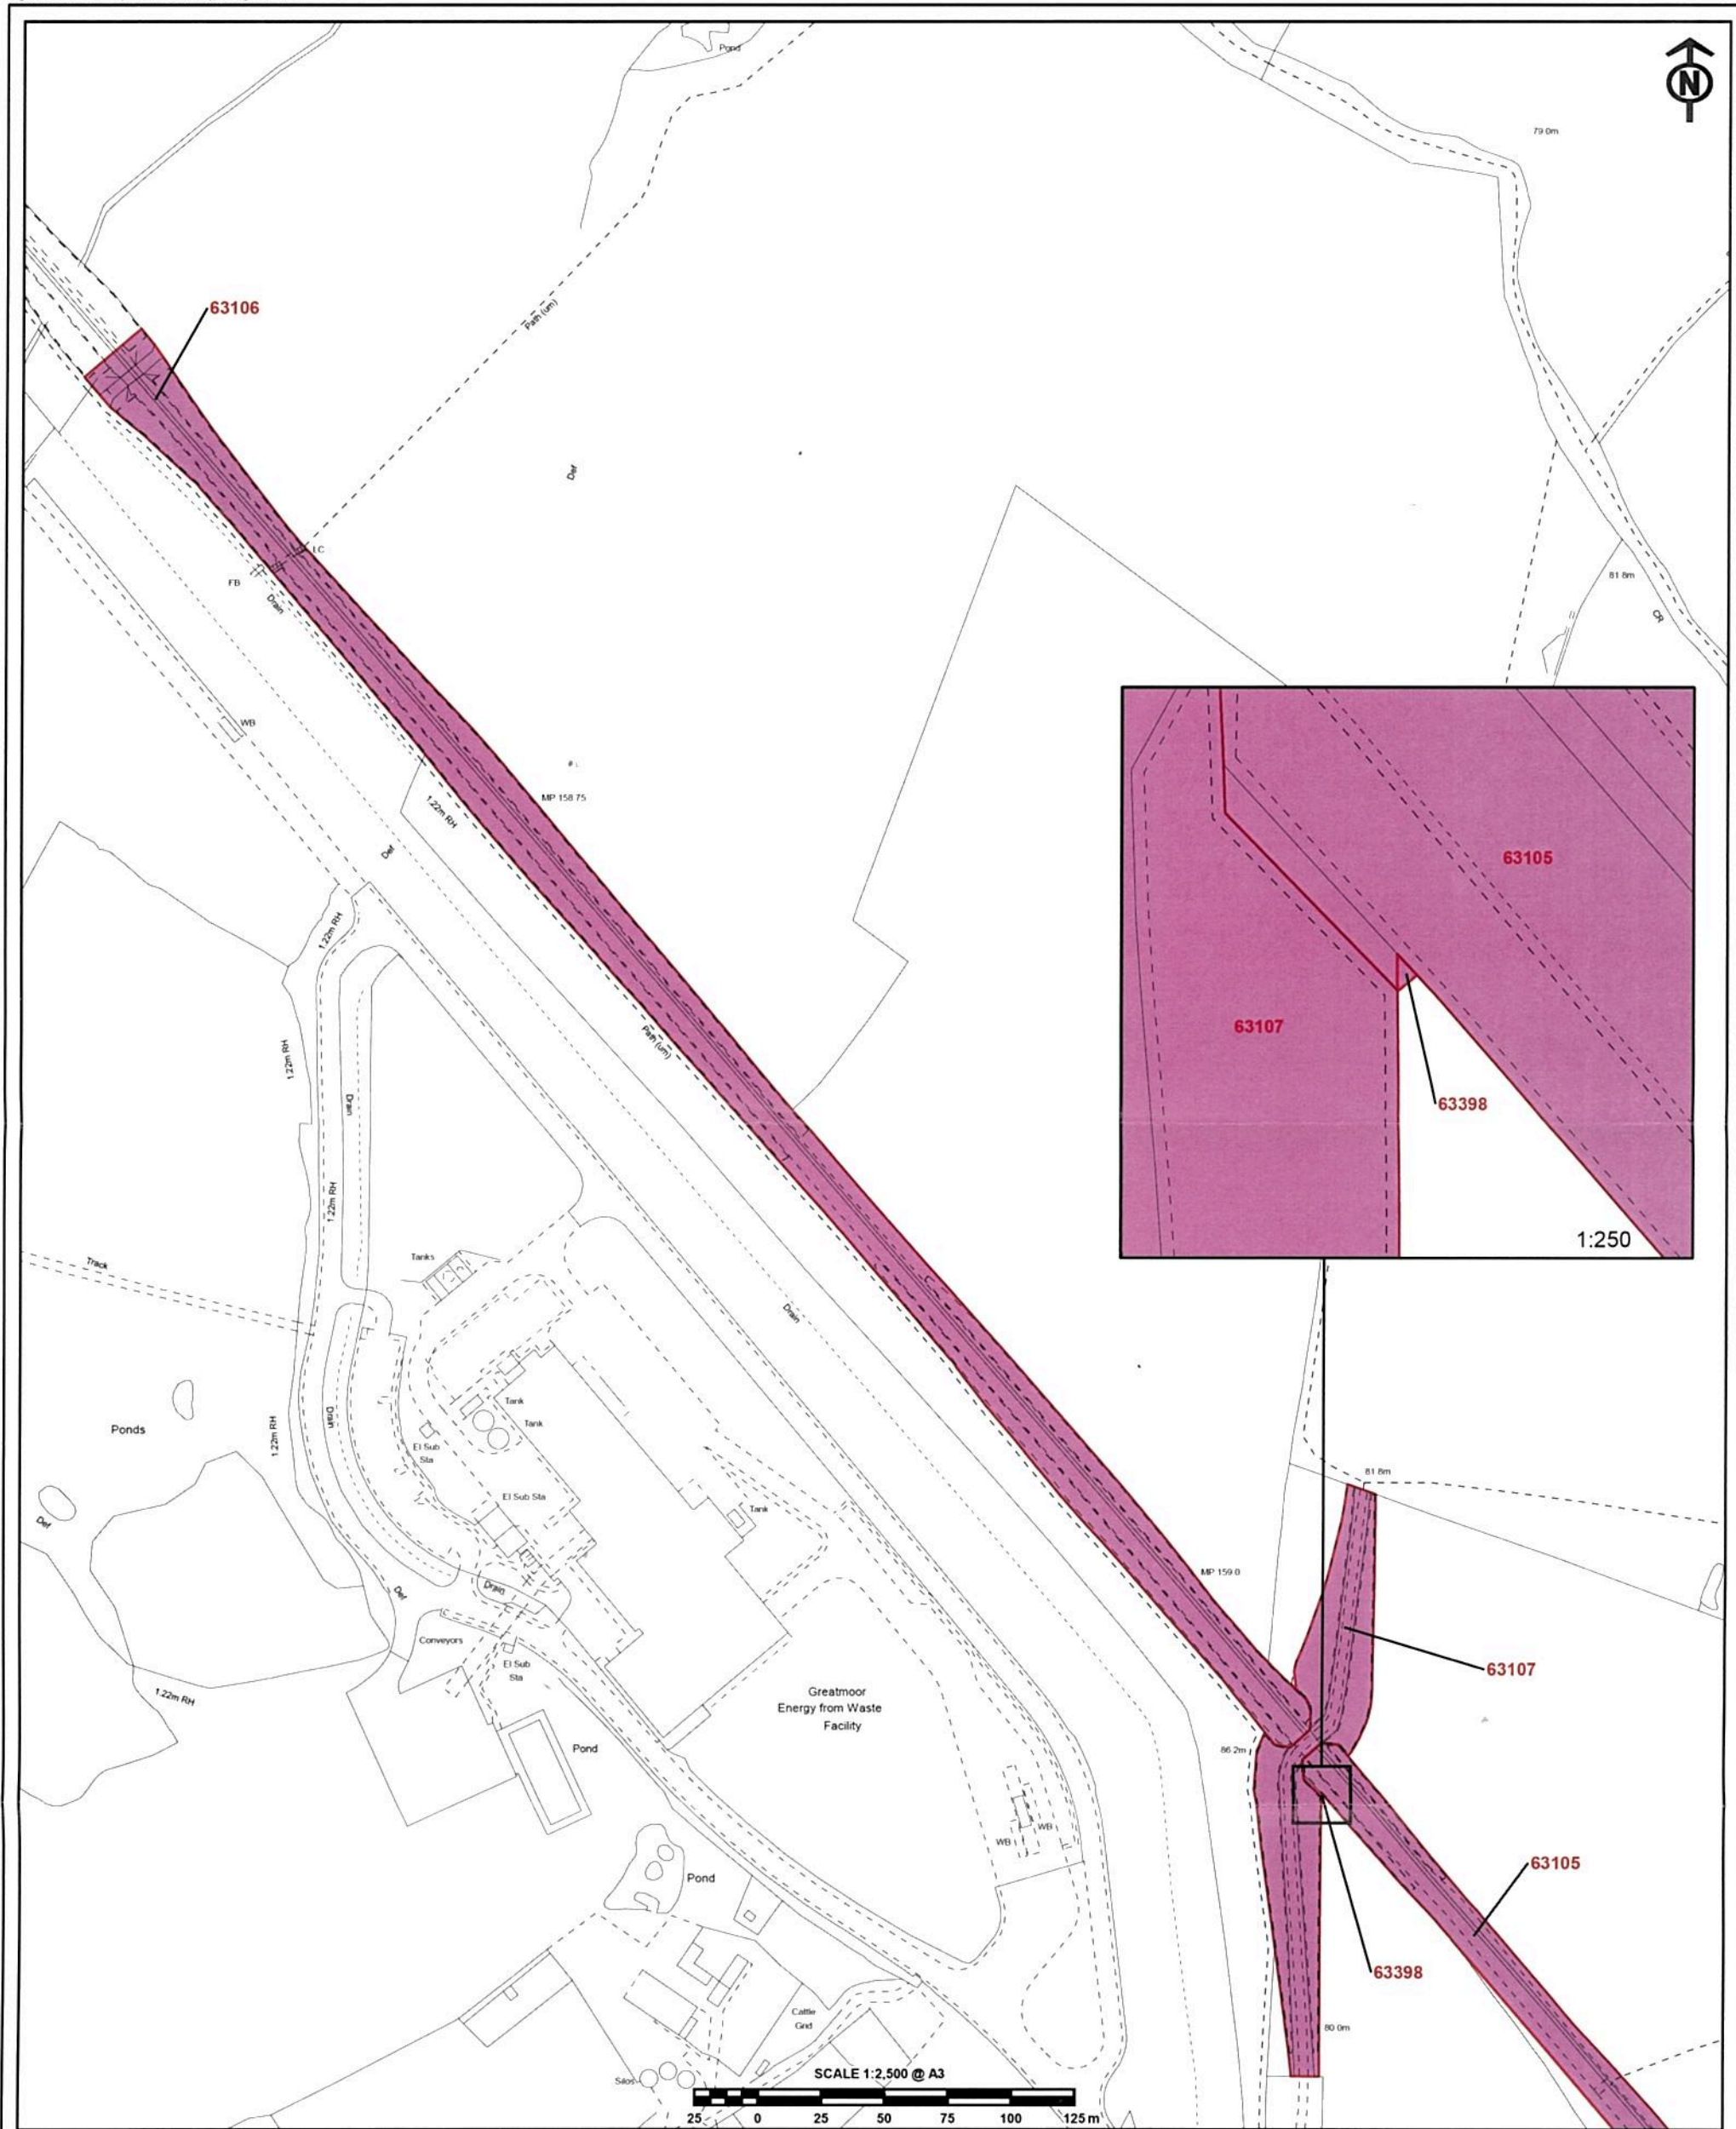 Pond
N
79.0m
63106
Path (um)
Def
LC
FB
Drain
81.8m
CR
WB
MP 158.75
1.22m RH
Def
63105
1.22m RH
Path (um)
63107
1.22m RH
63398
Drain
1.22m RH
1:250
Track
Tanks
Drain
Ponds
Tank
Tank
Drain
1.22m RH
El Sub
Sta
81.8m
El Sub Sta
Tank
Def
MP 159.0
Drain
Def
Conveyors
El Sub
Sta
63107
1.22m RH
Greatmoor
Energy from Waste
Facility
Pond
86.2m
WB
WB
63105
Pond
63398
Cattle
Grid
80.0m
Silos
SCALE 1:2,500 @ A3
25 0 25 50 75 100 125 m